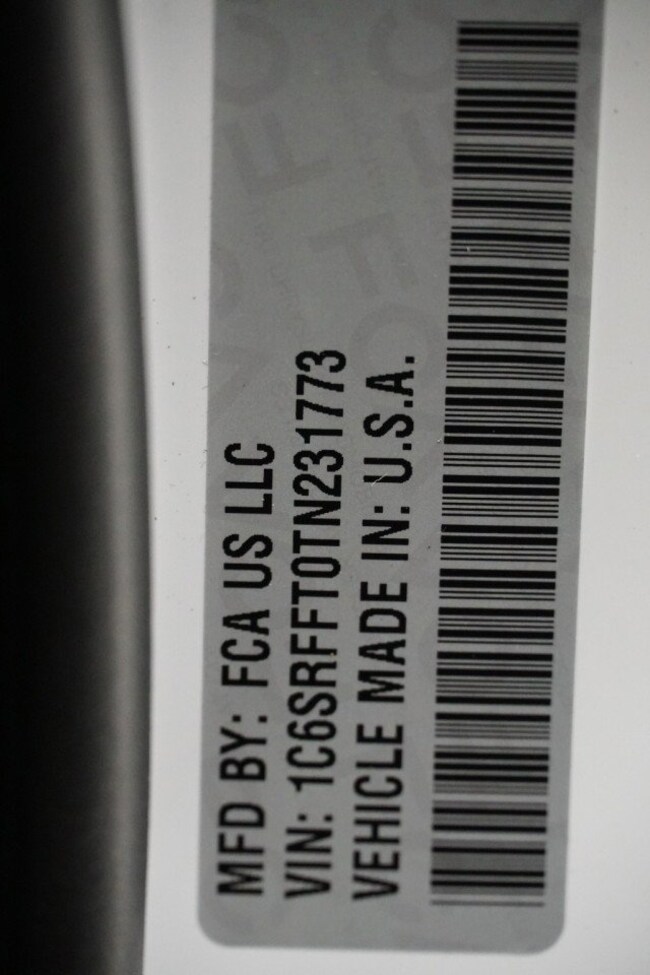 MFD BY: FCA US LLC
VIN: 1C6SRFFT0TN231773
VEHICLE MADE IN: U.S.A.